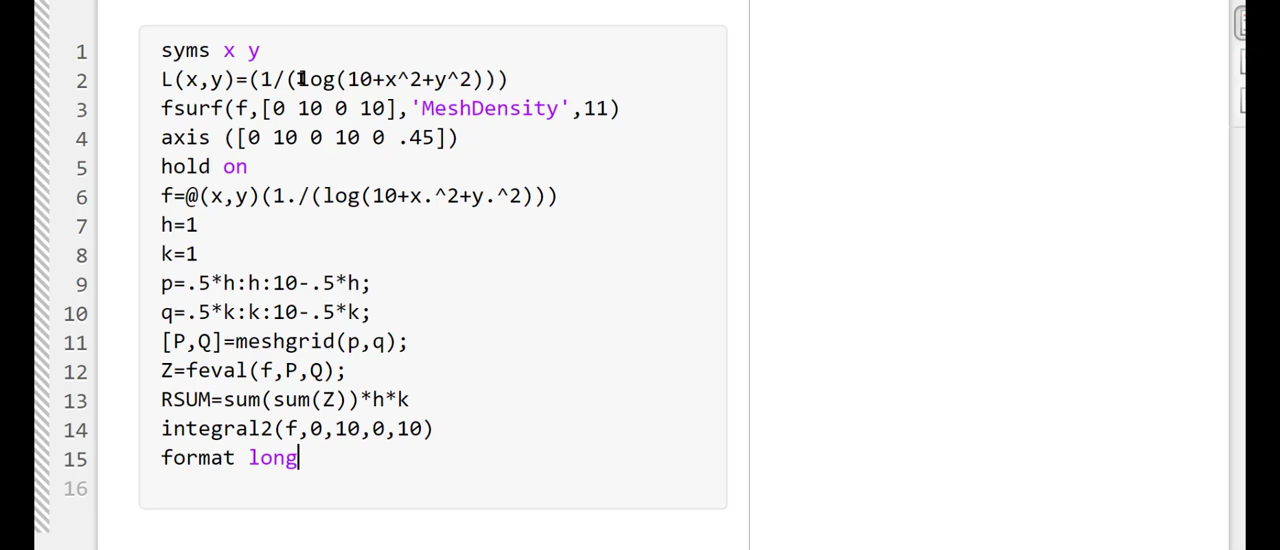 1 syms x y
2 L(x,y)=(1/(log(10+x^2+y^2)))
3 fsurf(f,[0 10 0 10],'MeshDensity',11)
4 axis ([0 10 0 10 0 .45])
5 hold on
6 f=@(x,y)(1./(log(10+x.^2+y.^2)))
7 h=1
8 k=1
9 p=.5*h:h:10-.5*h;
10 q=.5*k:k:10-.5*k;
11 [P,Q]=meshgrid(p,q);
12 Z=feval(f,P,Q);
13 RSUM=sum(sum(Z))*h*k
14 integral2(f,0,10,0,10)
15 format long
16